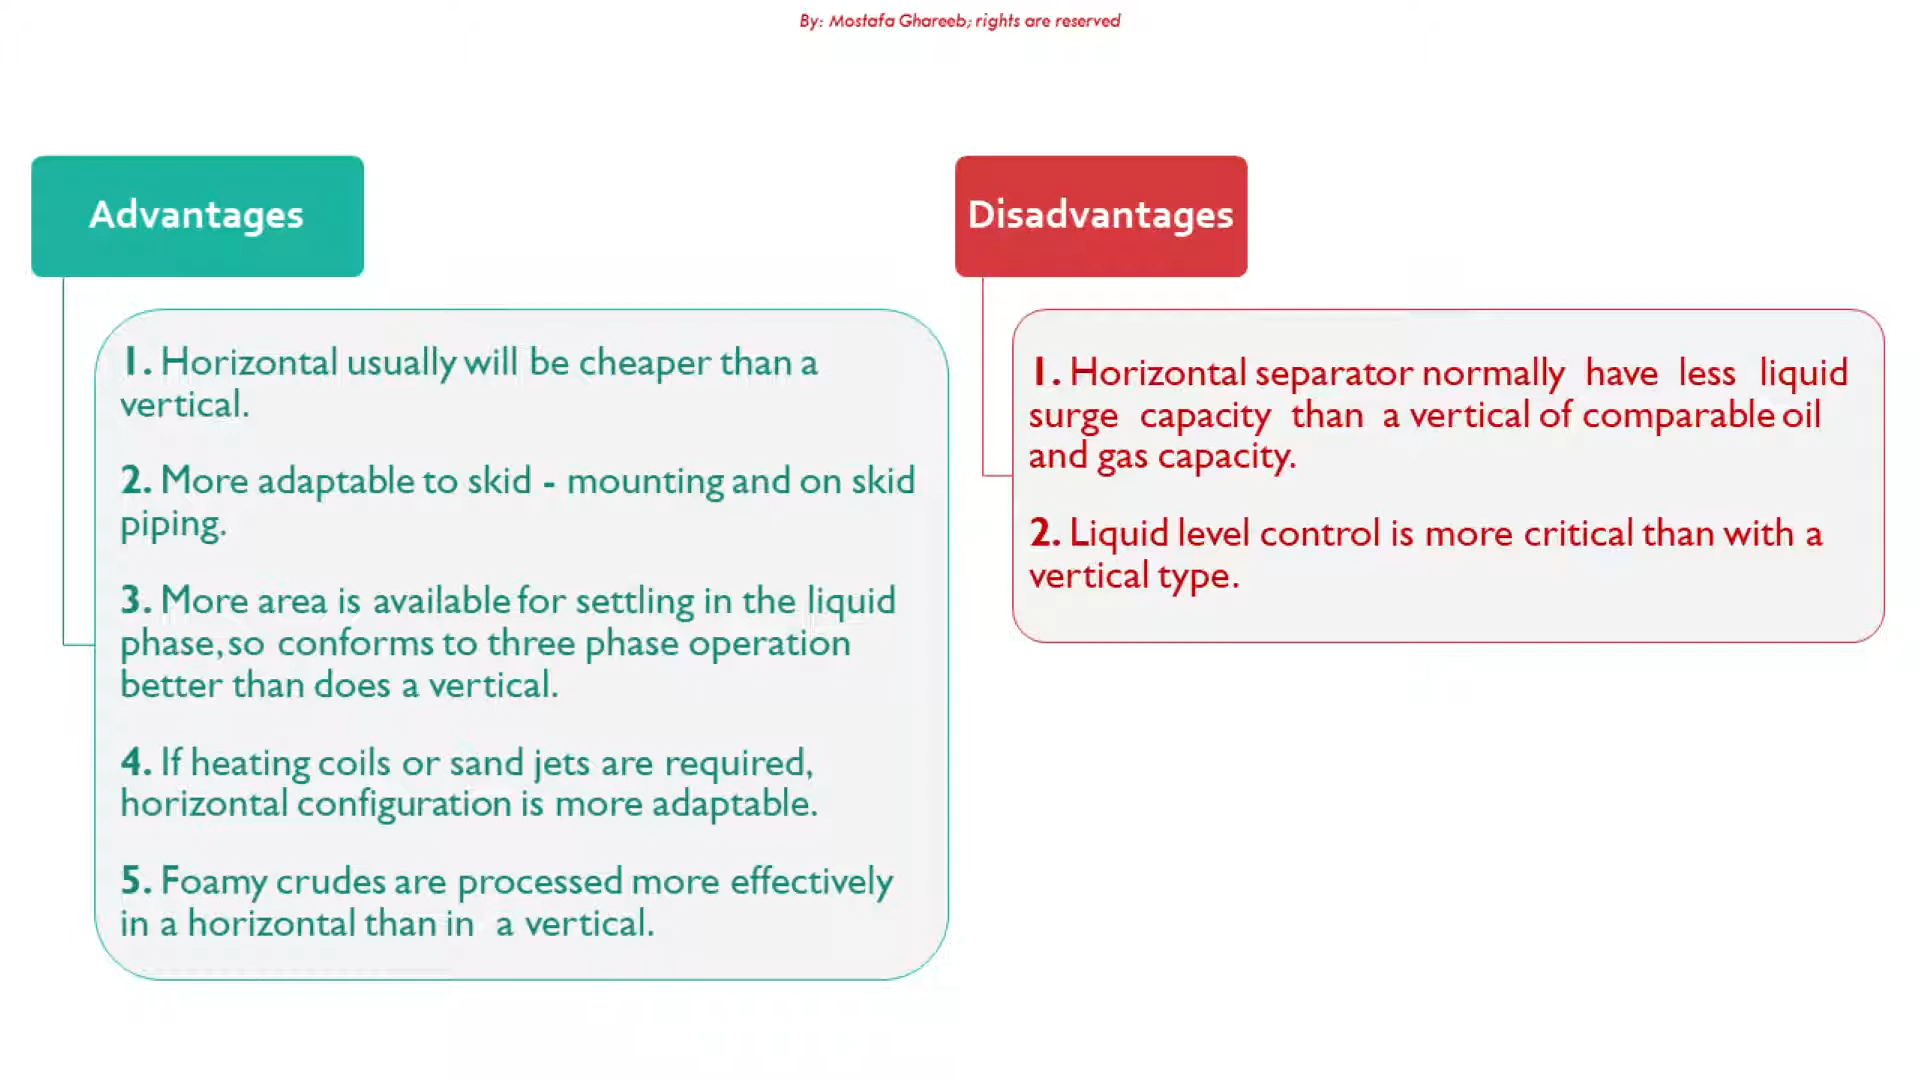 By: Mostafa Ghareeb; rights are reserved
Advantages
1. Horizontal usually will be cheaper than a
vertical.
2. More adaptable to skid - mounting and on skid
piping.
3. More area is available for settling in the liquid
phase, so conforms to three phase operation
better than does a vertical.
4. If heating coils or sand jets are required,
horizontal configuration is more adaptable.
5. Foamy crudes are processed more effectively
in a horizontal than in a vertical.
Disadvantages
1. Horizontal separator normally have less liquid
surge capacity than a vertical of comparable oil
and gas capacity.
2. Liquid level control is more critical than with a
vertical type.